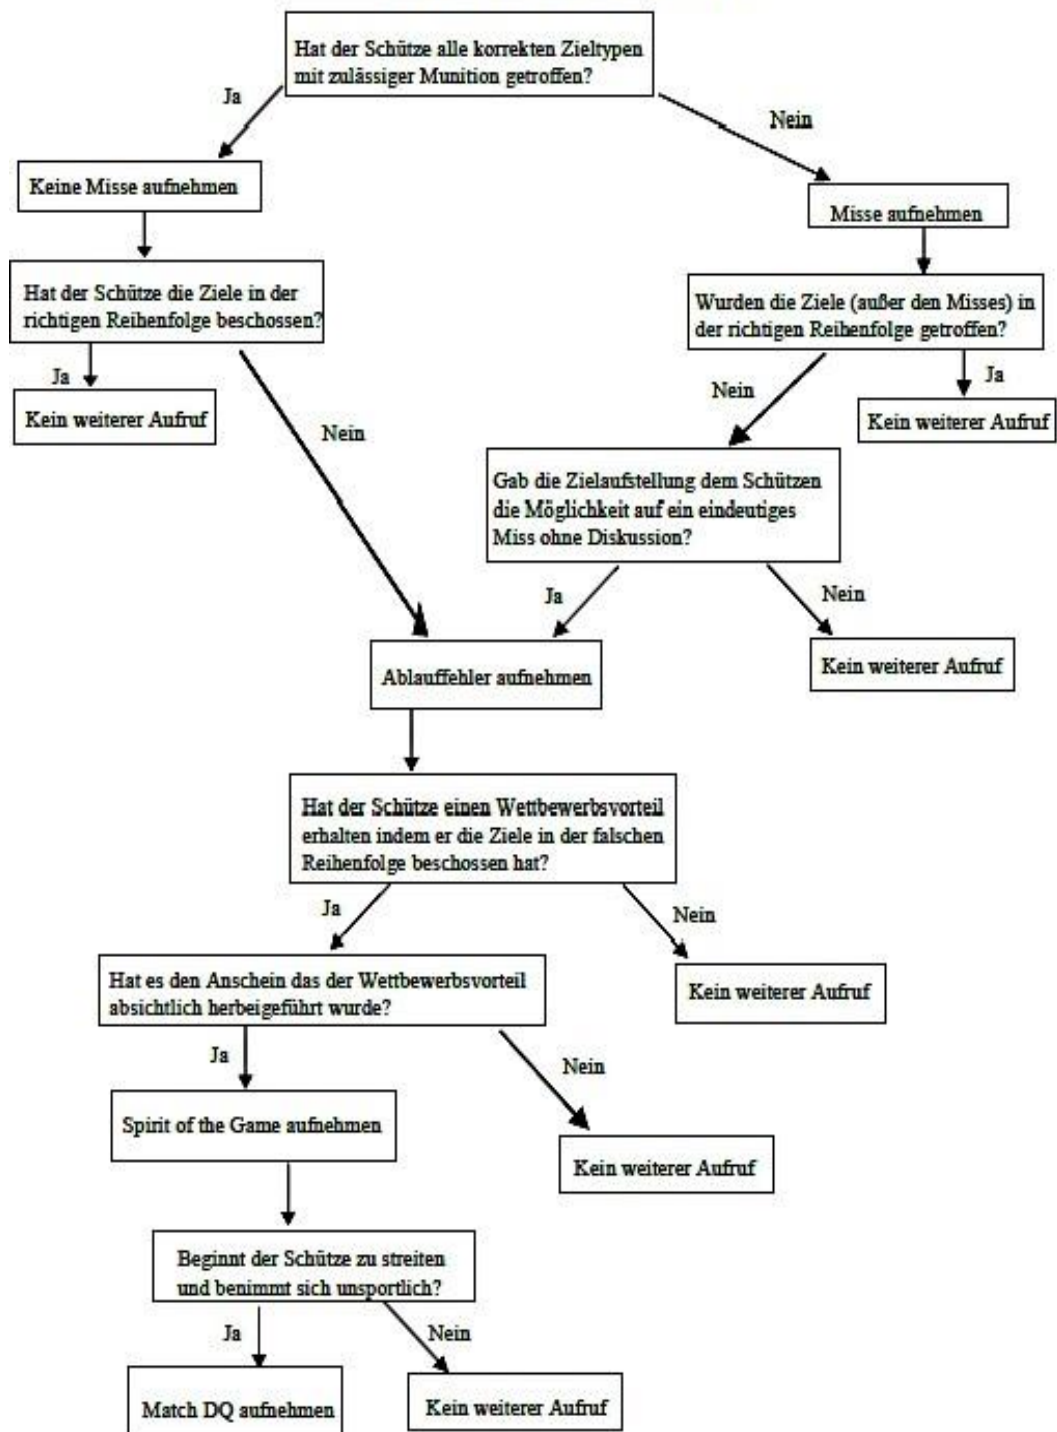 Hat der Schütze alle korrekten Zieltypen
mit zulässiger Munition getroffen?
Ja
Nein
Keine Misse aufnehmen
Misse aufnehmen
Hat der Schütze die Ziele in der
richtigen Reihenfolge beschossen?
Wurden die Ziele (außer den Misses) in
der richtigen Reihenfolge getroffen?
Ja
Kein weiterer Aufruf
Nein
Nein
Ja
Kein weiterer Aufruf
Gab die Zielaufstellung dem Schützen
die Möglichkeit auf ein eindeutiges
Miss ohne Diskussion?
Ja
Nein
Kein weiterer Aufruf
Ablauffehler aufnehmen
Hat der Schütze einen Wettbewerbsvorteil
erhalten indem er die Ziele in der falschen
Reihenfolge beschossen hat?
Ja
Nein
Kein weiterer Aufruf
Hat es den Anschein das der Wettbewerbsvorteil
absichtlich herbeigeführt wurde?
Ja
Nein
Spirit of the Game aufnehmen
Kein weiterer Aufruf
Beginnt der Schütze zu streiten
und benimmt sich unsportlich?
Ja
Nein
Match DQ aufnehmen
Kein weiterer Aufruf